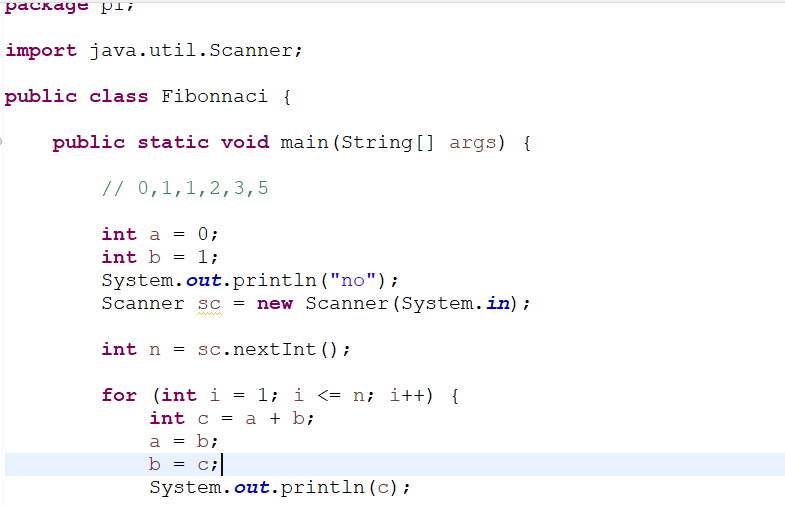 package pi;
import java.util.Scanner;
public class Fibonnaci {
public static void main(String[] args) {
// 0,1,1,2,3,5
int a = 0;
int b = 1;
System.out.println("no");
Scanner sc = new Scanner(System.in);
int n = sc.nextInt();
for (int i = 1; i <= n; i++) {
int c = a + b;
a = b;
b = c;
System.out.println(c);